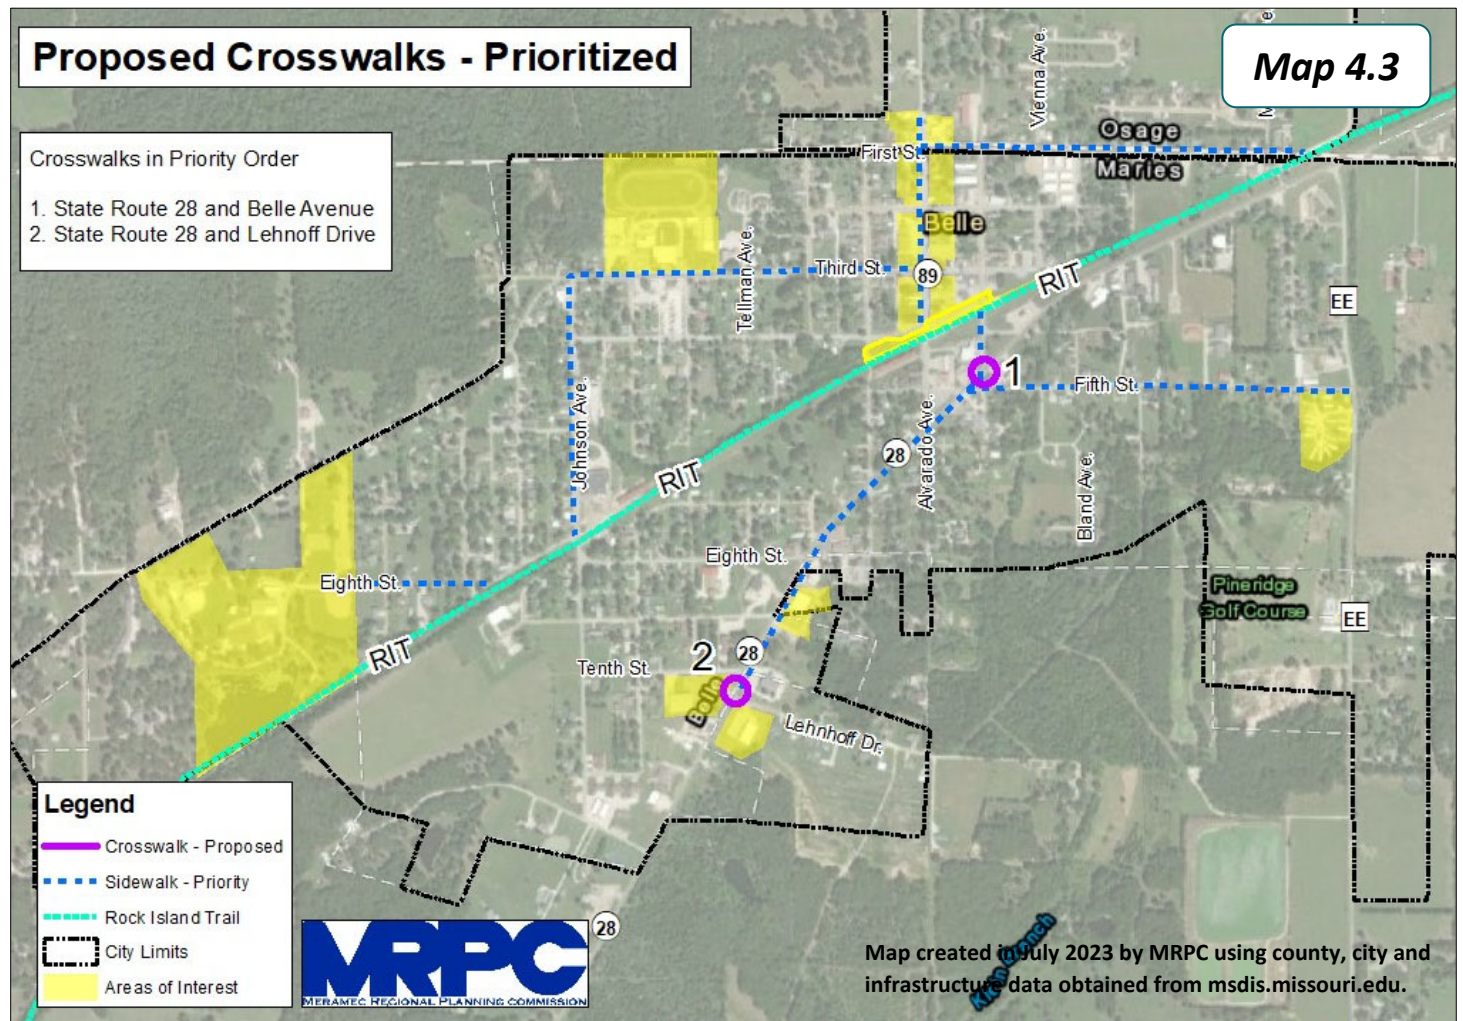 Proposed Crosswalks - Prioritized
Map 4.3
Crosswalks in Priority Order
1. State Route 28 and Belle Avenue
2. State Route 28 and Lehnoff Drive
Vienna Ave.
Osage
First St.
Maries
Belle
Tellman Ave.
Third St.
89
RIT
EE
1
Fifth St.
Johnson Ave.
Alvarado Ave.
28
RIT
Bland Ave.
Eighth St.
Eighth St.
Pineridge
Golf Course
EE
RIT
2
28
Tenth St.
Belle
Lehnhoff Dr.
Legend
Crosswalk - Proposed
Sidewalk - Priority
Rock Island Trail
City Limits
Areas of Interest
MRPC
MERAMEC REGIONAL PLANNING COMMISSION
28
Map created in July 2023 by MRPC using county, city and
infrastructure data obtained from msdis.missouri.edu.